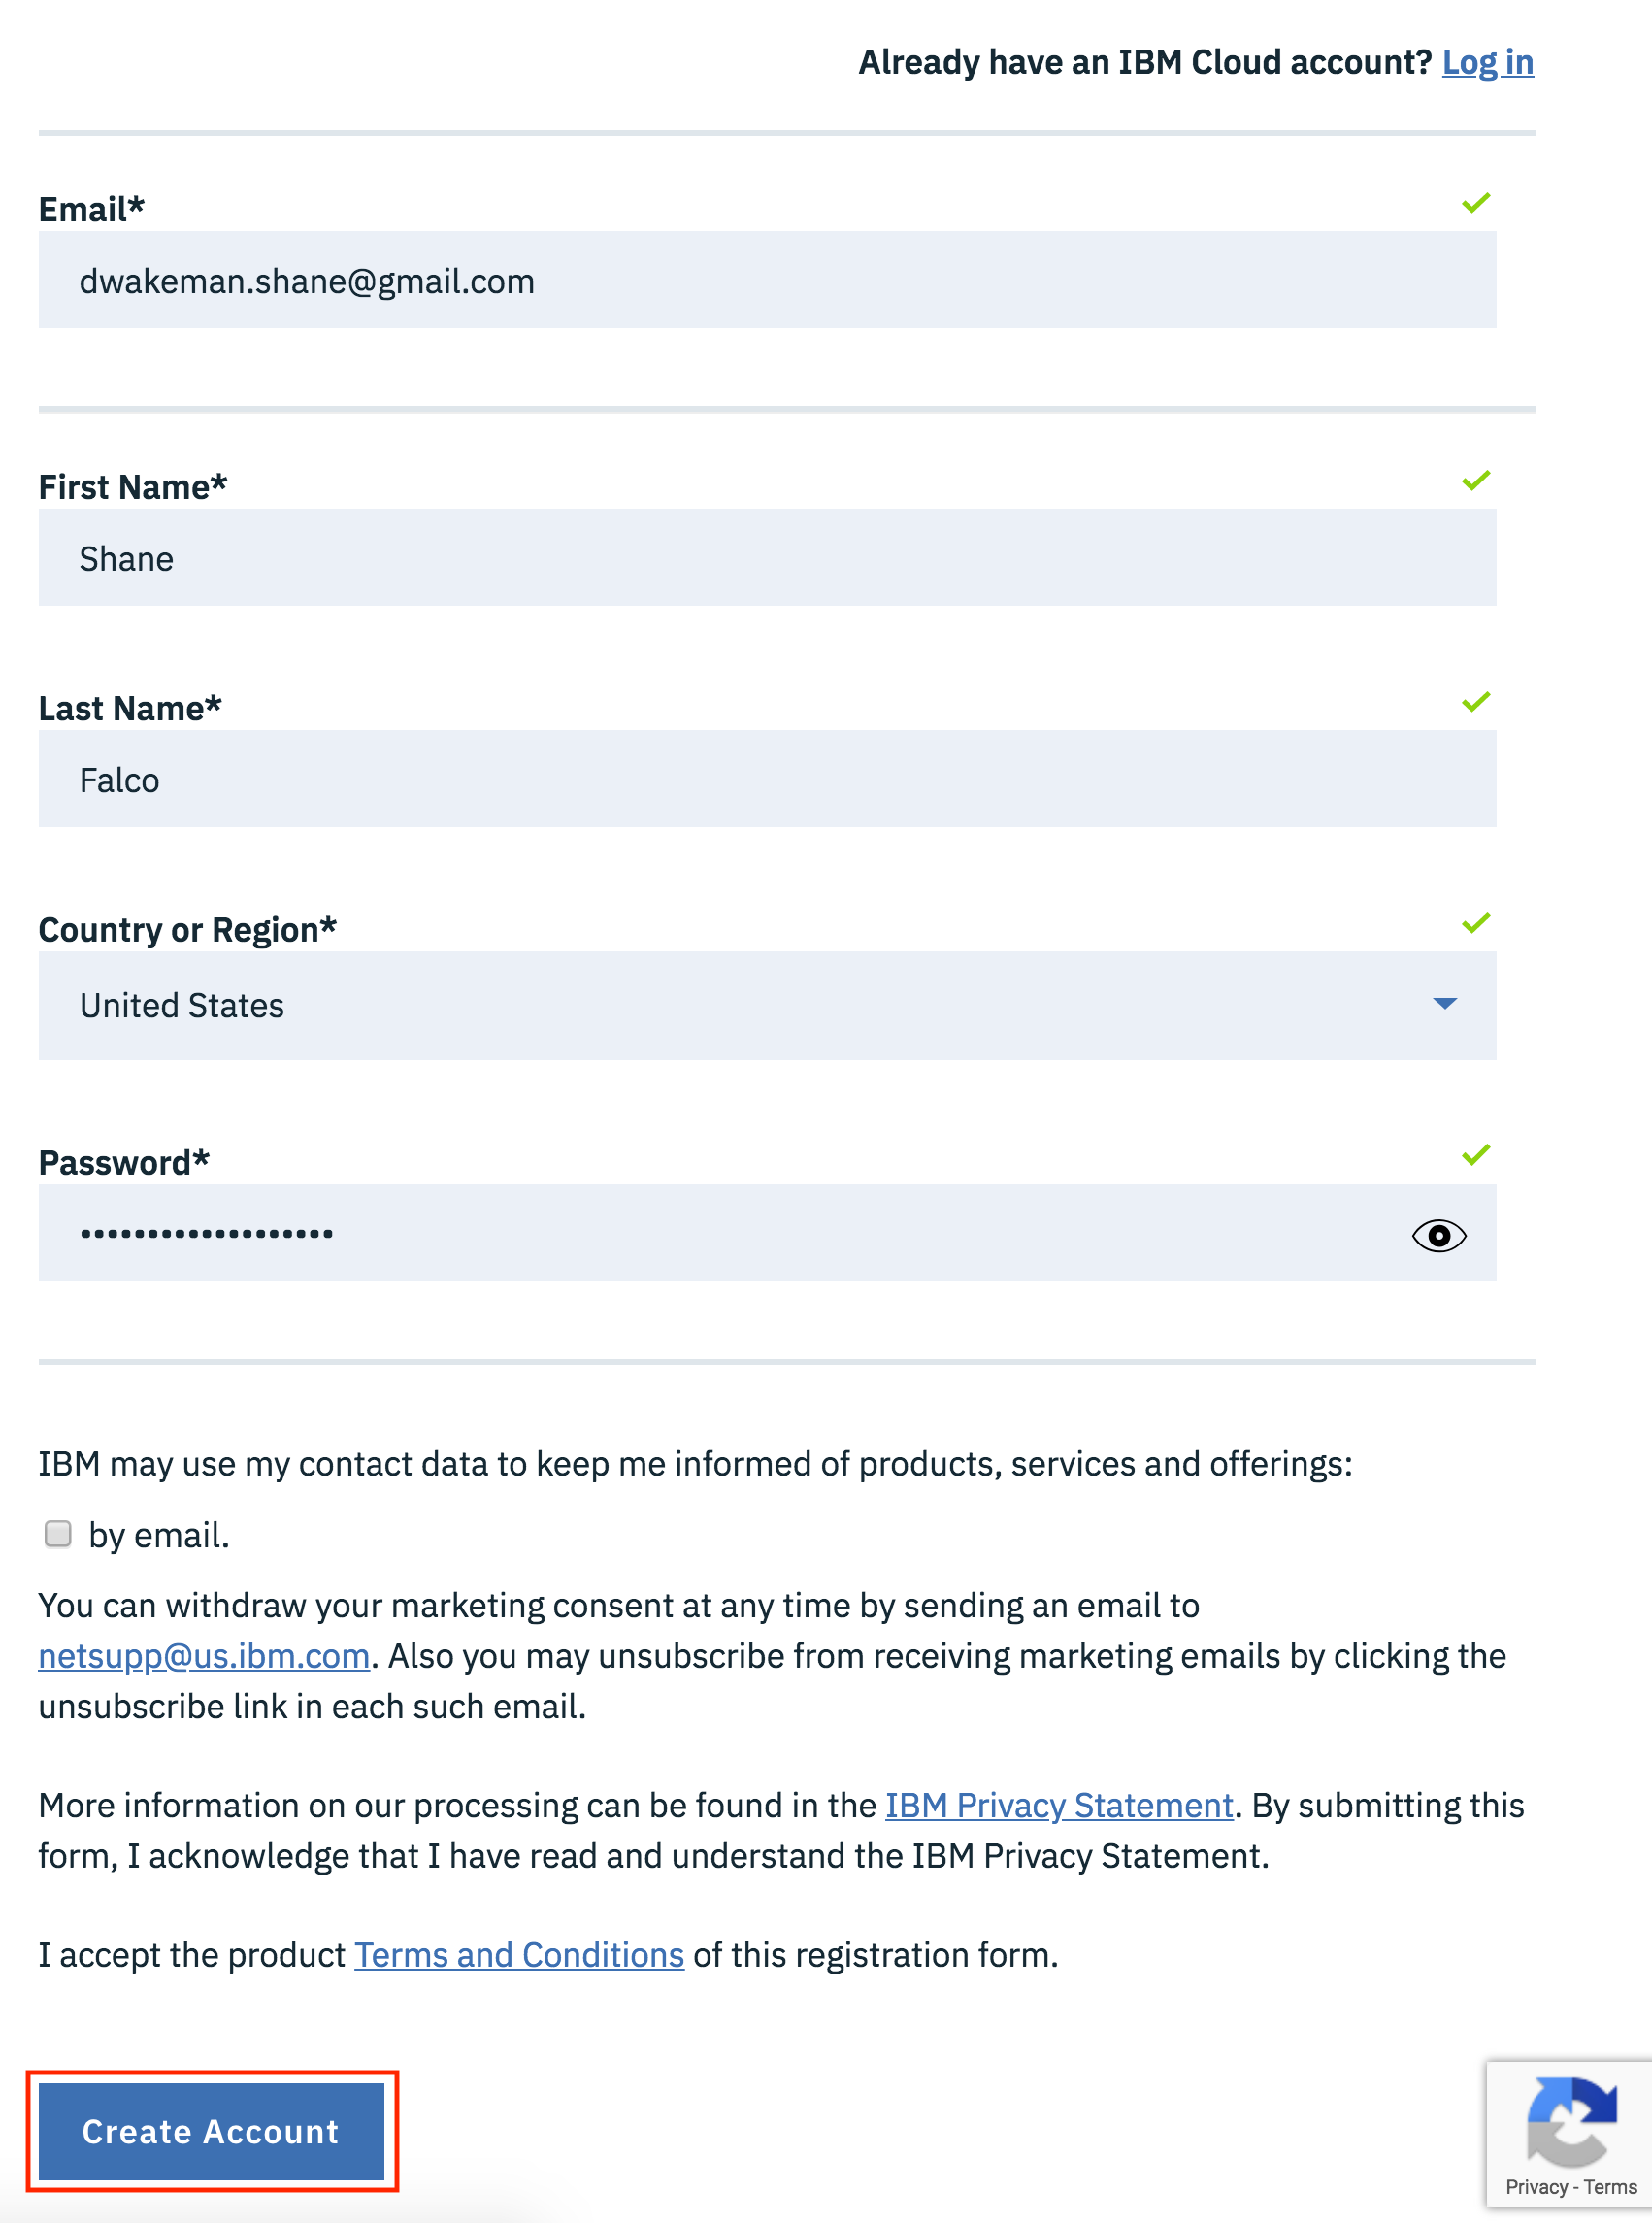 Already have an IBM Cloud account? Log in
Email*
dwakeman.shane@gmail.com
First Name*
Shane
Last Name*
Falco
Country or Region*
United States
Password*
•••••••••••••••••••
IBM may use my contact data to keep me informed of products, services and offerings:
by email.
You can withdraw your marketing consent at any time by sending an email to
netsupp@us.ibm.com. Also you may unsubscribe from receiving marketing emails by clicking the
unsubscribe link in each such email.
More information on our processing can be found in the IBM Privacy Statement. By submitting this
form, I acknowledge that I have read and understand the IBM Privacy Statement.
I accept the product Terms and Conditions of this registration form.
Create Account
Privacy - Terms